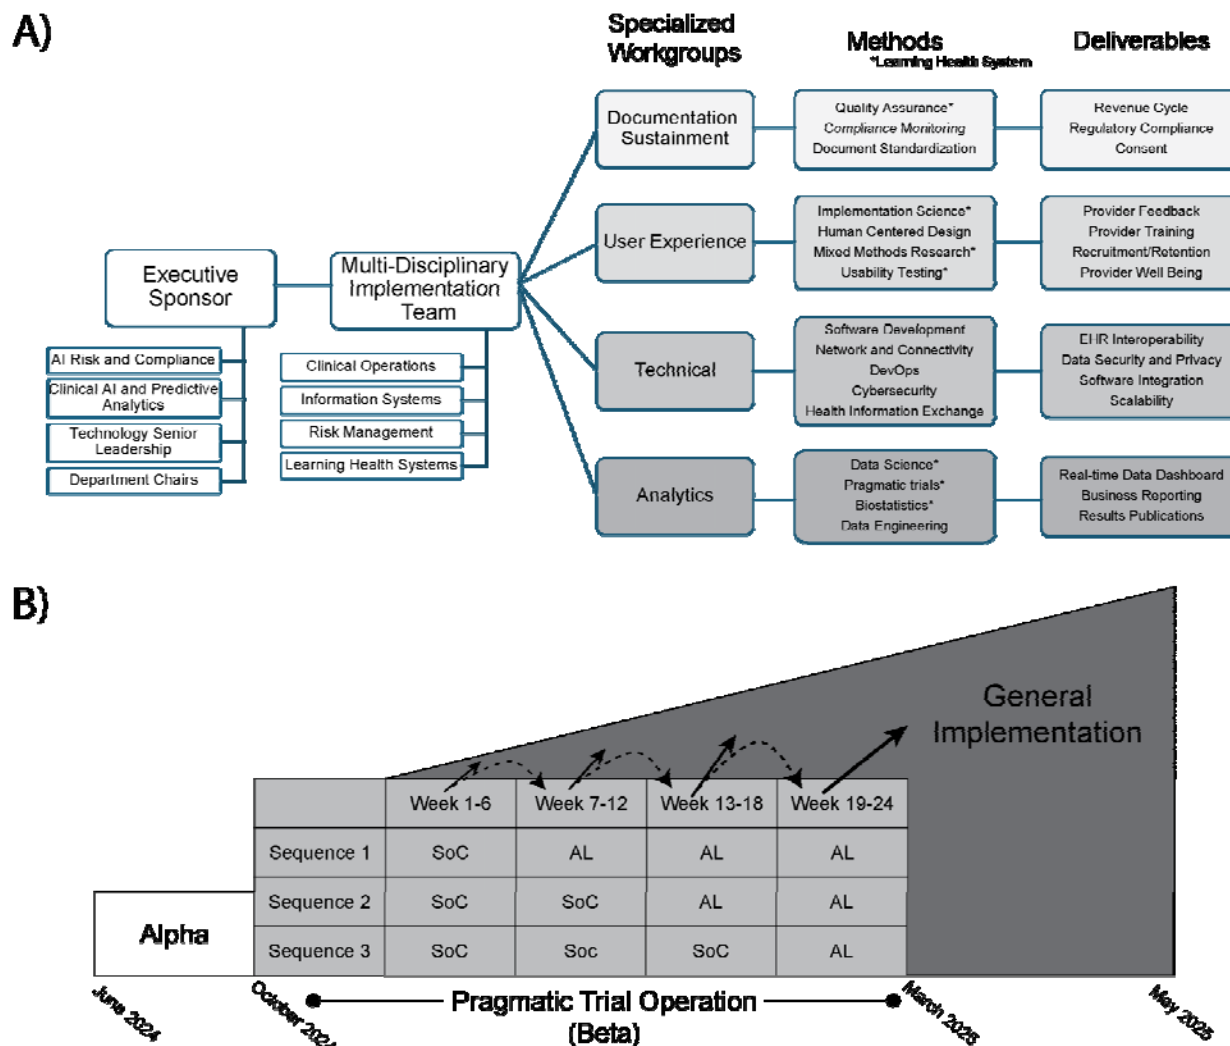 A)
Specialized
Workgroups
Methods
*Learning Health System
Deliverables
Executive
Sponsor
AI Risk and Compliance
Clinical AI and Predictive
Analytics
Technology Senior
Leadership
Department Chairs
Multi-Disciplinary
Implementation
Team
Clinical Operations
Information Systems
Risk Management
Learning Health Systems
Documentation
Sustainment
Quality Assurance*
Compliance Monitoring
Document Standardization
Revenue Cycle
Regulatory Compliance
Consent
User Experience
Implementation Science*
Human Centered Design
Mixed Methods Research*
Usability Testing*
Provider Feedback
Provider Training
Recruitment/Retention
Provider Well Being
Technical
Software Development
Network and Connectivity
DevOps
Cybersecurity
Health Information Exchange
EHR Interoperability
Data Security and Privacy
Software Integration
Scalability
Analytics
Data Science*
Pragmatic trials*
Biostatistics*
Data Engineering
Real-time Data Dashboard
Business Reporting
Results Publications
B)
General
Implementation
Week 1-6 Week 7-12 Week 13-18 Week 19-24
Sequence 1 SoC AL AL AL
Sequence 2 SoC SoC AL AL
Sequence 3 SoC Soc SoC AL
Alpha
June 2024
October 2024
Pragmatic Trial Operation
(Beta)
March 2025
May 2025